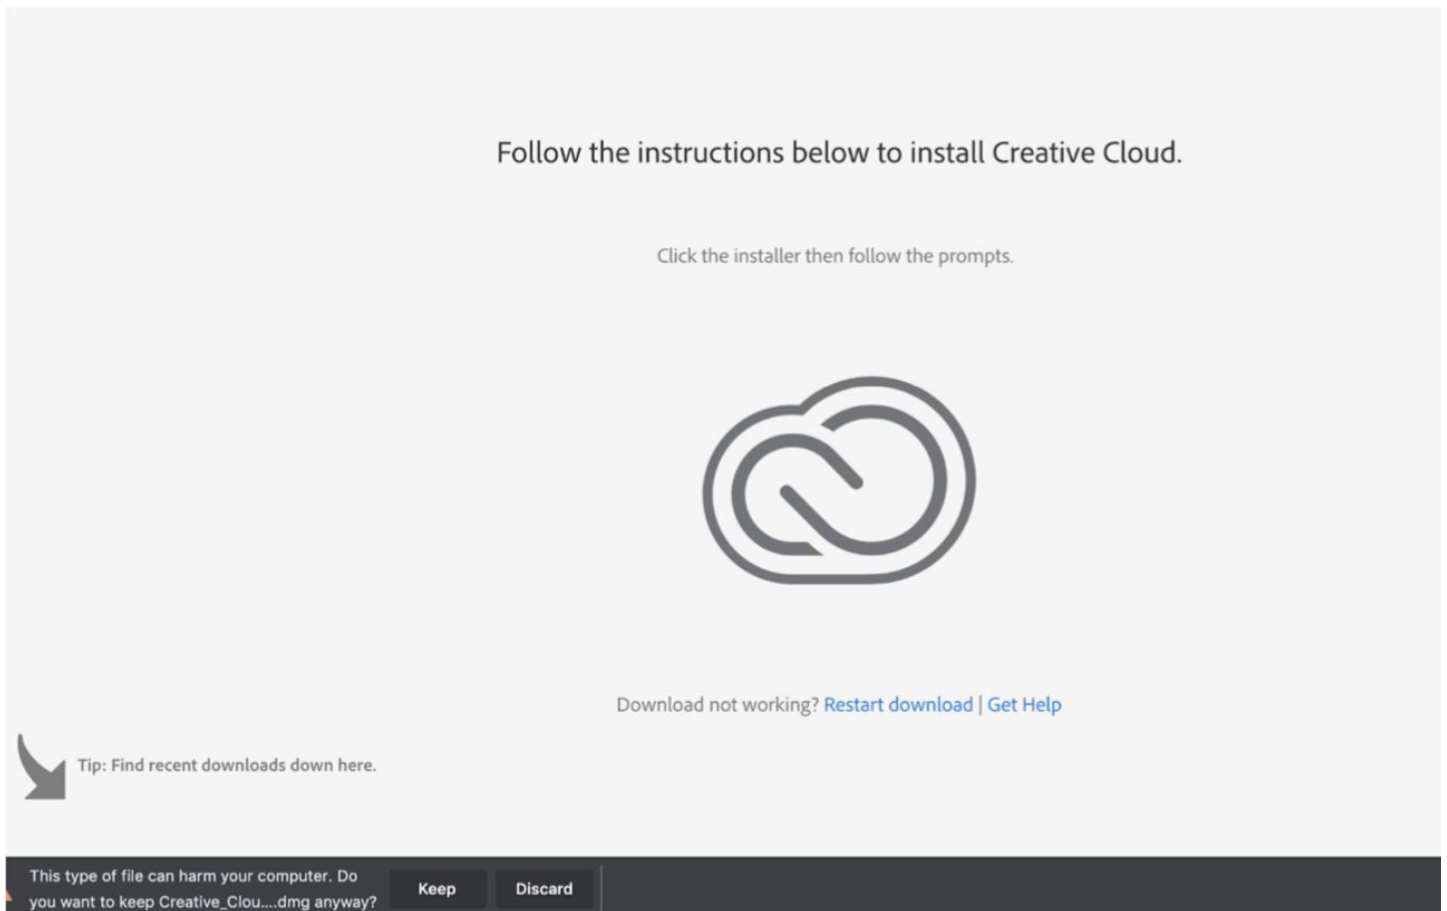 Follow the instructions below to install Creative Cloud.
Click the installer then follow the prompts.
Download not working? Restart download | Get Help
Tip: Find recent downloads down here.
This type of file can harm your computer. Do
you want to keep Creative_Clou....dmg anyway?
Keep
Discard